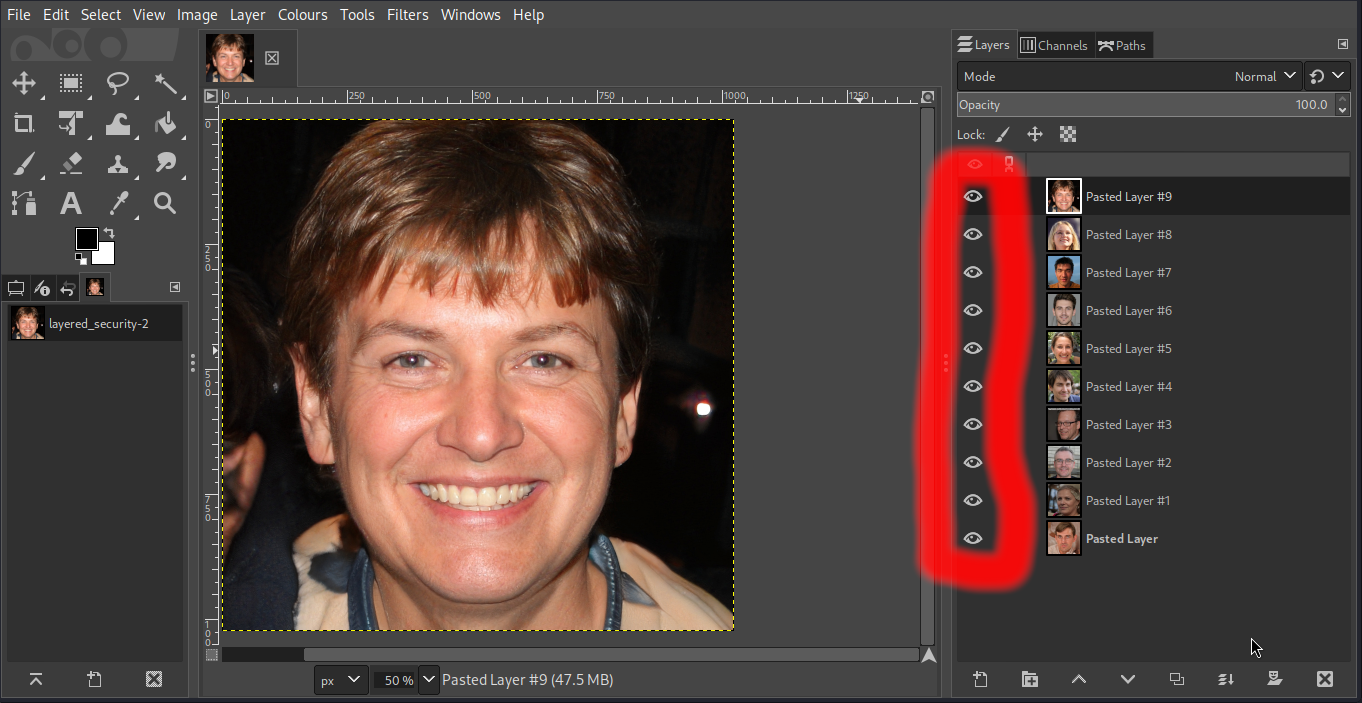 File Edit Select View Image Layer Colours Tools Filters Windows Help
Layers Channels Paths
Mode Normal
Opacity 100.0
Lock:
0 250 500 750 1000 1250
0
250
500
750
100
layered_security-2
Pasted Layer #9
Pasted Layer #8
Pasted Layer #7
Pasted Layer #6
Pasted Layer #5
Pasted Layer #4
Pasted Layer #3
Pasted Layer #2
Pasted Layer #1
Pasted Layer
px 50 % Pasted Layer #9 (47.5 MB)